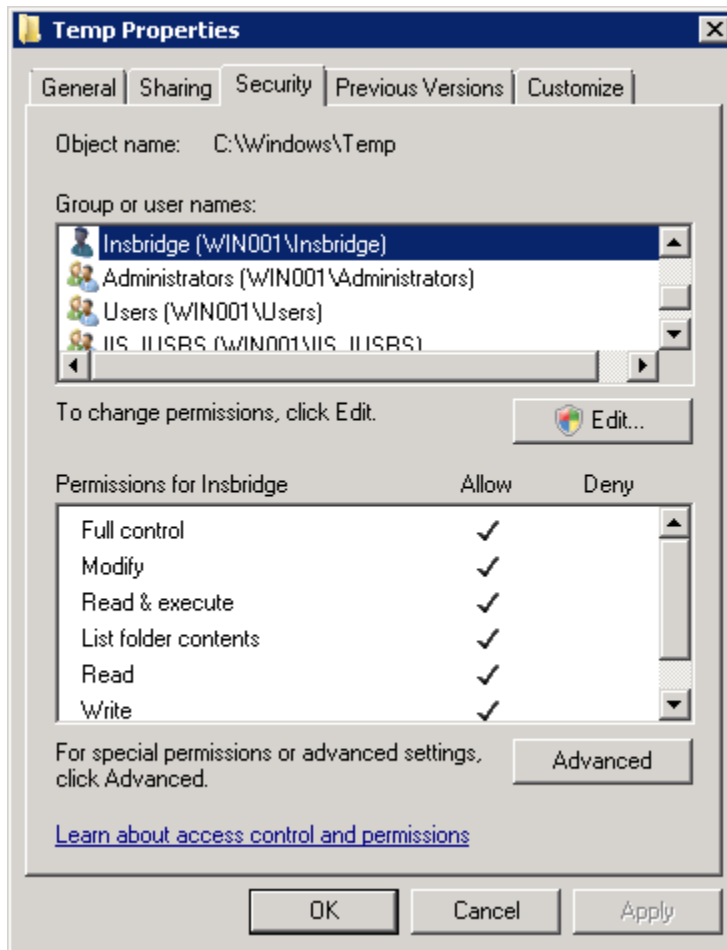 Temp Properties
General Sharing Security Previous Versions Customize
Object name: C:\Windows\Temp
Group or user names:
Insbridge (WIN001\Insbridge)
Administrators (WIN001\Administrators)
Users (WIN001\Users)
IIS_IUSRS (WIN001\IIS_IUSRS)
To change permissions, click Edit.
Edit...
Permissions for Insbridge Allow Deny
Full control
Modify
Read & execute
List folder contents
Read
Write
For special permissions or advanced settings,
click Advanced.
Advanced
Learn about access control and permissions
OK Cancel Apply